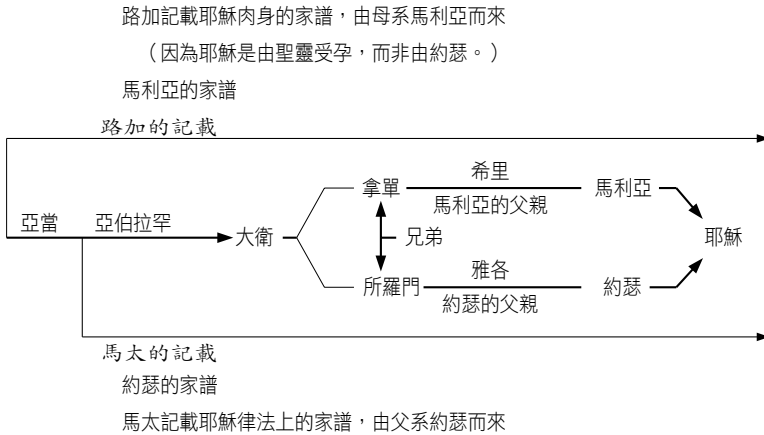 路加記載耶穌肉身的家譜，由母系馬利亞而來
（因為耶穌是由聖靈受孕，而非由約瑟。）
馬利亞的家譜
路加的記載
拿單 希里 馬利亞
馬利亞的父親
亞當 亞伯拉罕 大衛 兄弟 耶穌
所羅門 雅各 約瑟
約瑟的父親
馬太的記載
約瑟的家譜
馬太記載耶穌律法上的家譜，由父系約瑟而來